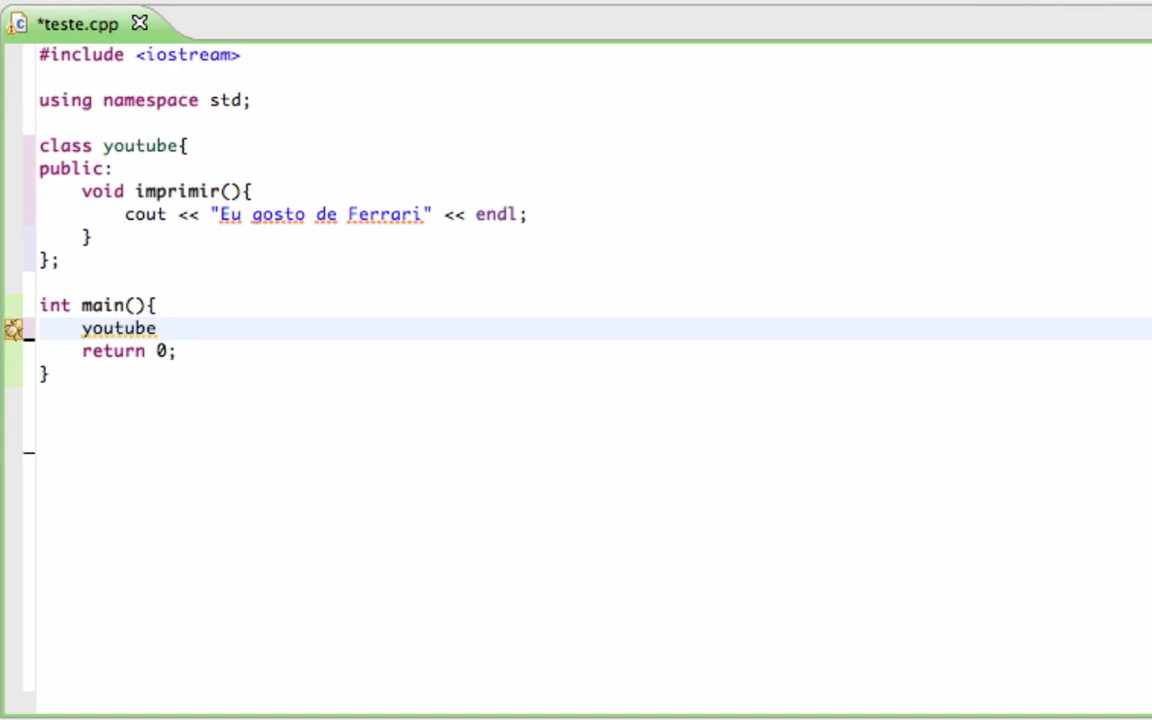 *teste.cpp
#include <iostream>
using namespace std;
class youtube{
public:
void imprimir(){
cout << "Eu gosto de Ferrari" << endl;
}
};
int main(){
youtube
return 0;
}